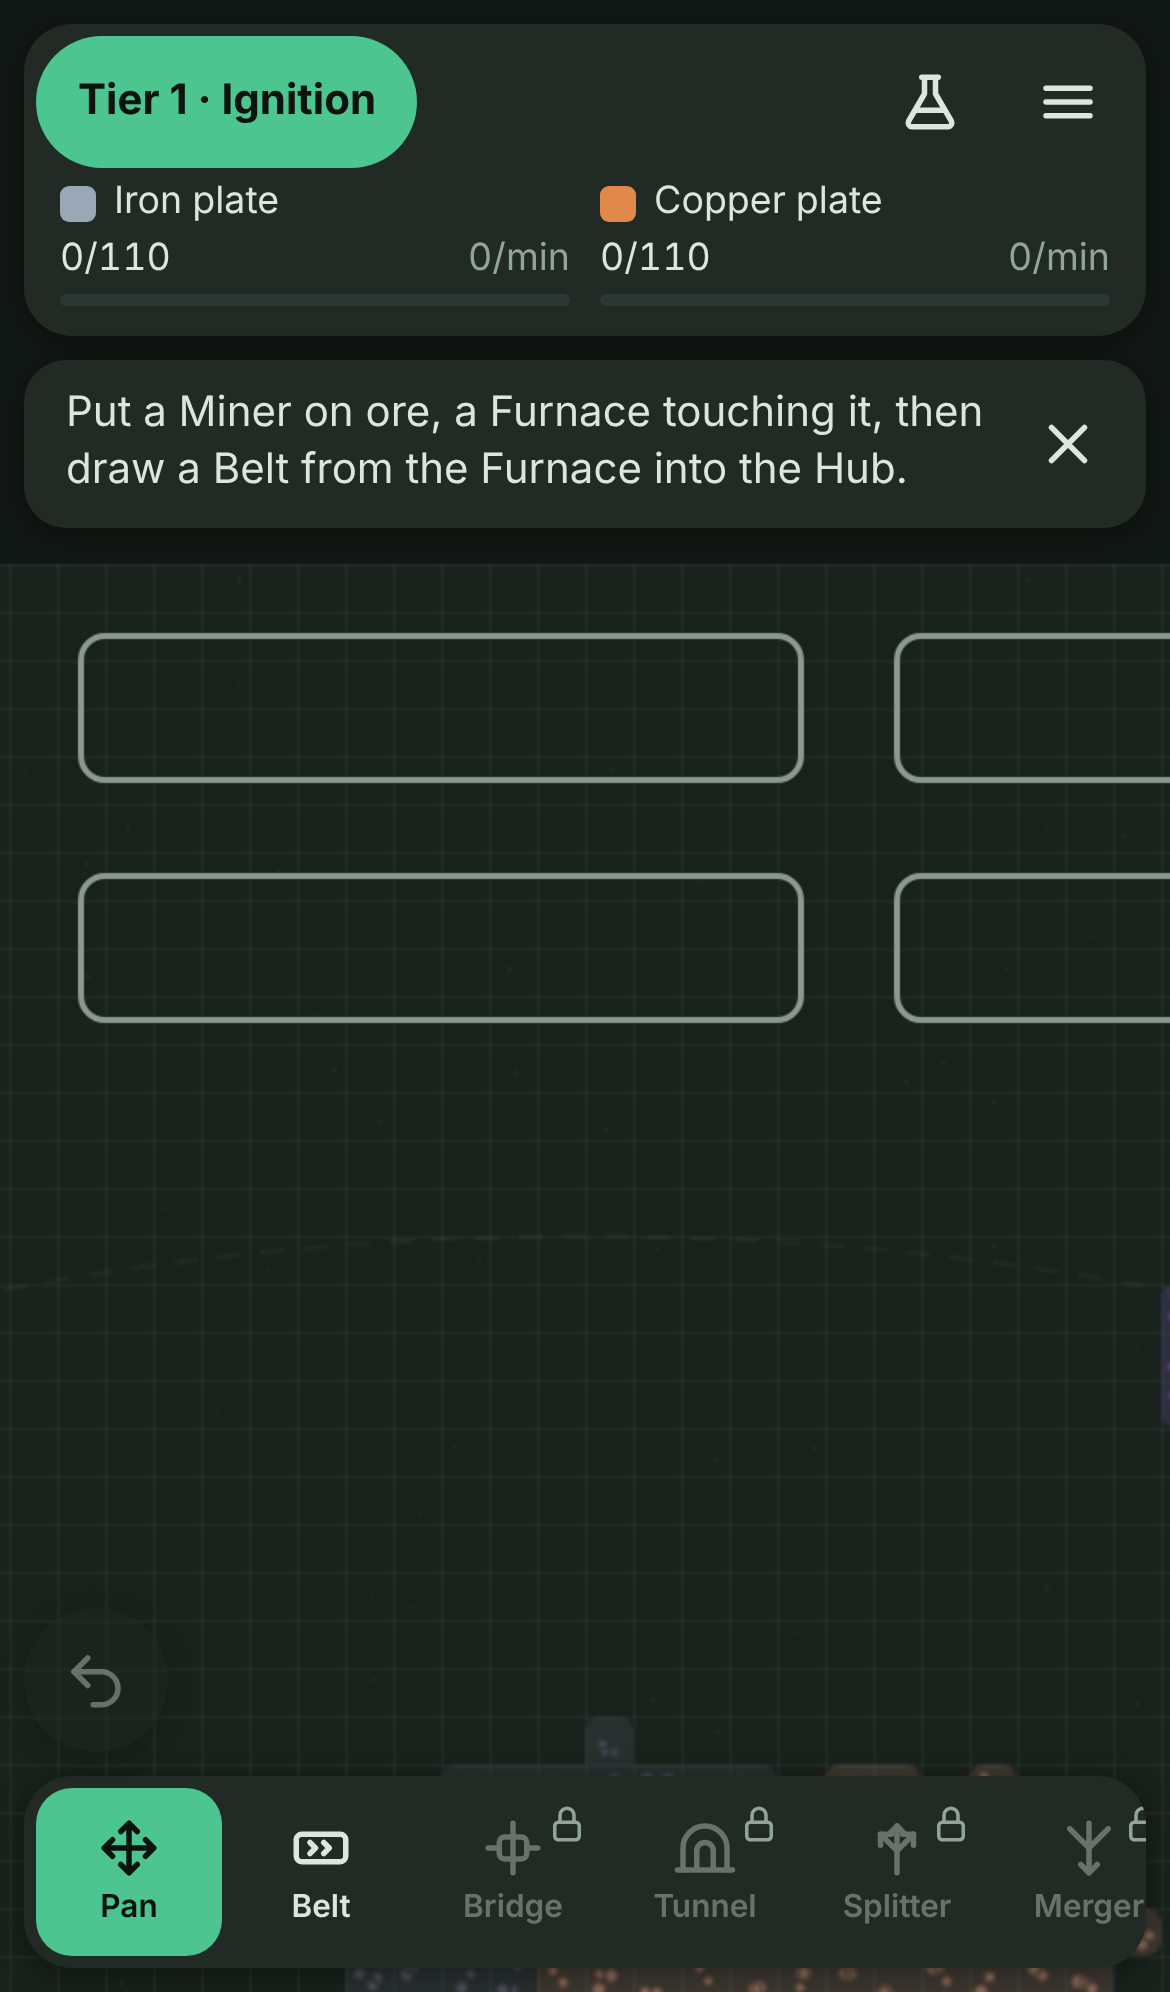 Tier 1 · Ignition
Iron plate
0/110 0/min
Copper plate
0/110 0/min
Put a Miner on ore, a Furnace touching it, then
draw a Belt from the Furnace into the Hub.
Pan
Belt
Bridge
Tunnel
Splitter
Merger